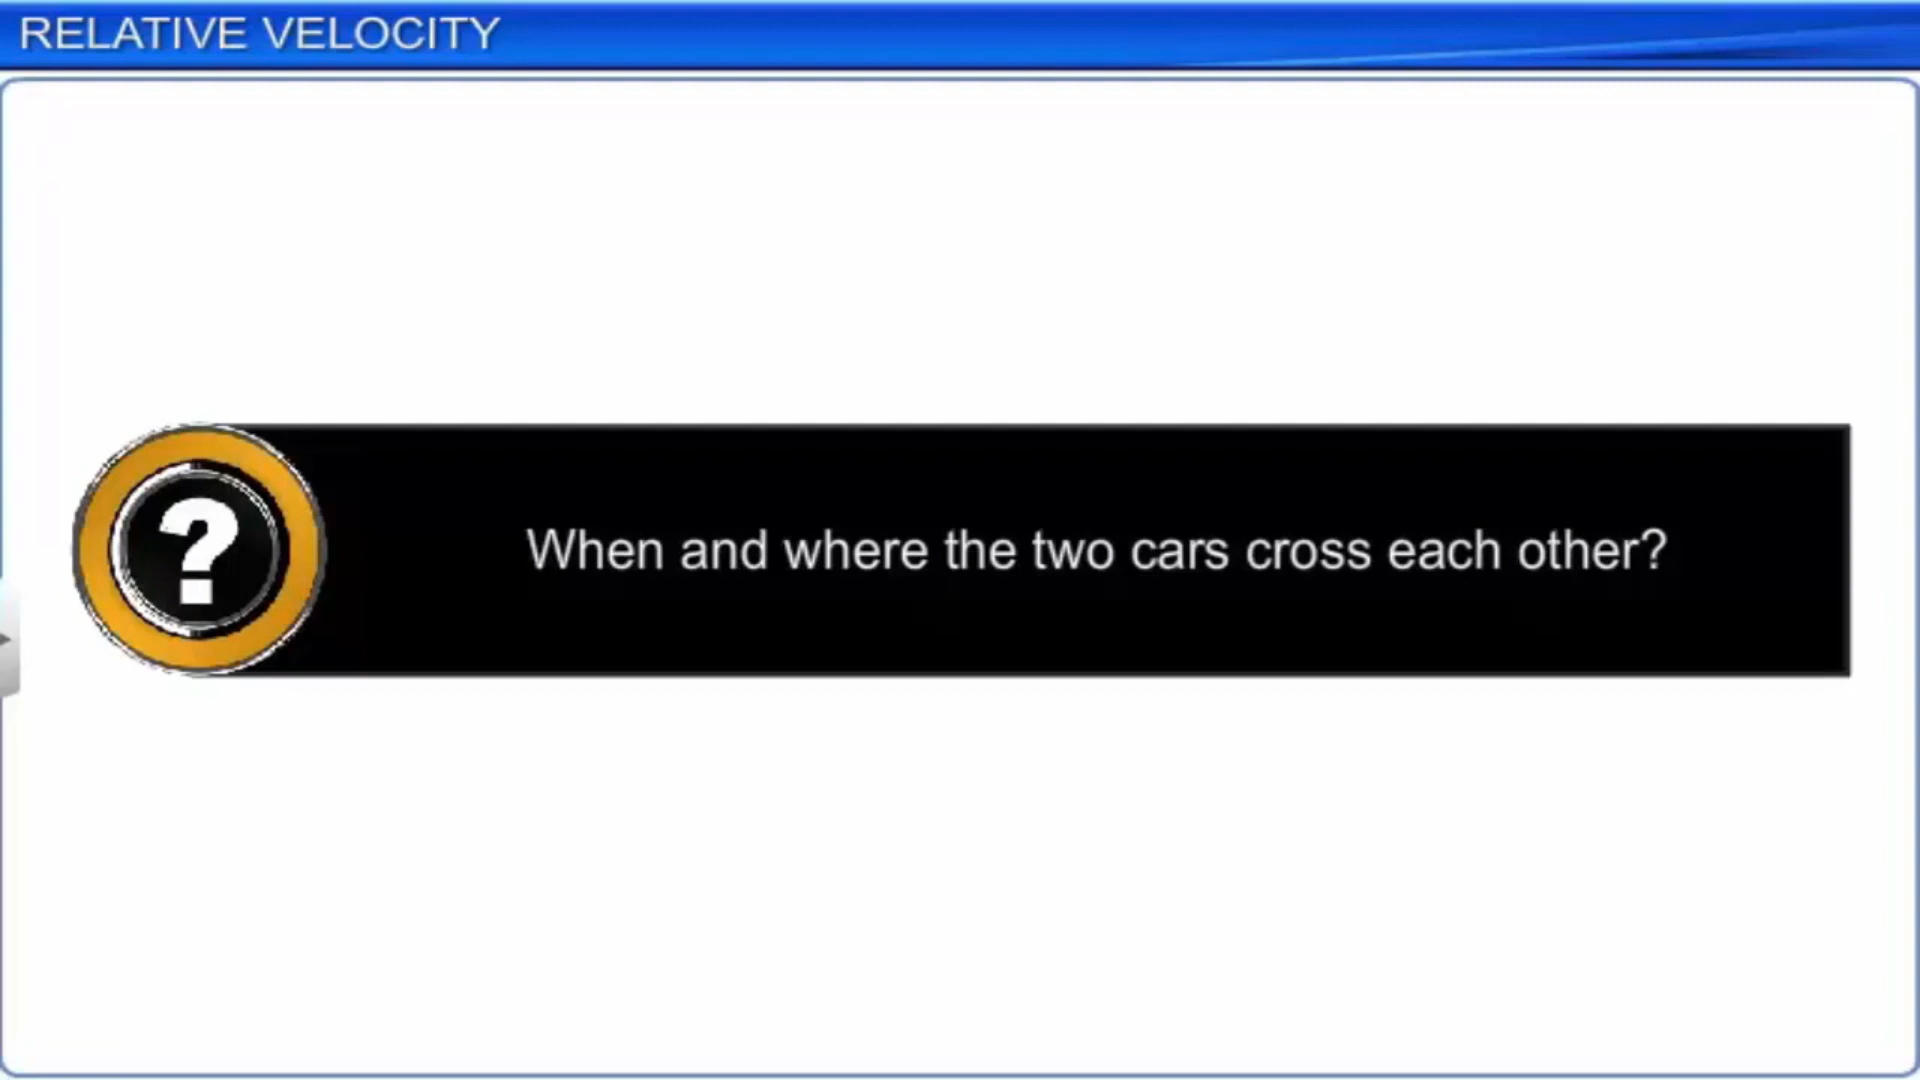 RELATIVE VELOCITY
?
When and where the two cars cross each other?